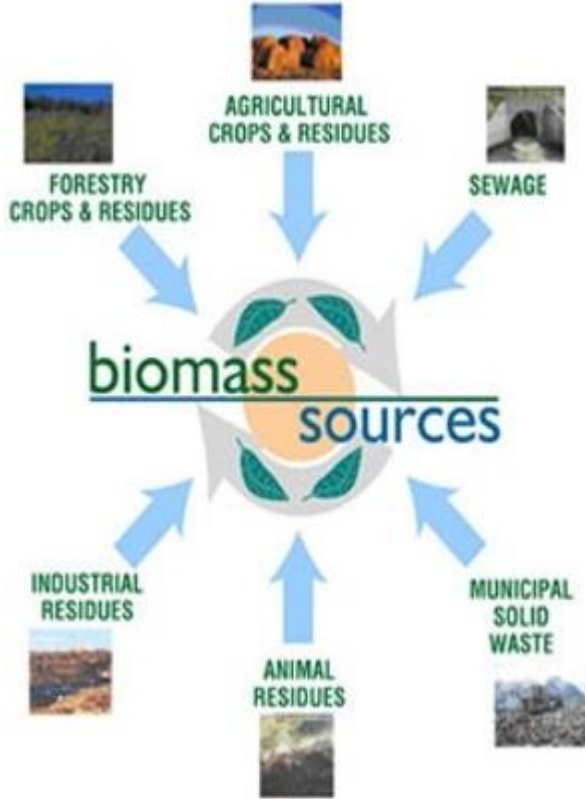 AGRICULTURAL
CROPS & RESIDUES
FORESTRY
CROPS & RESIDUES
SEWAGE
biomass
sources
INDUSTRIAL
RESIDUES
MUNICIPAL
SOLID
WASTE
ANIMAL
RESIDUES